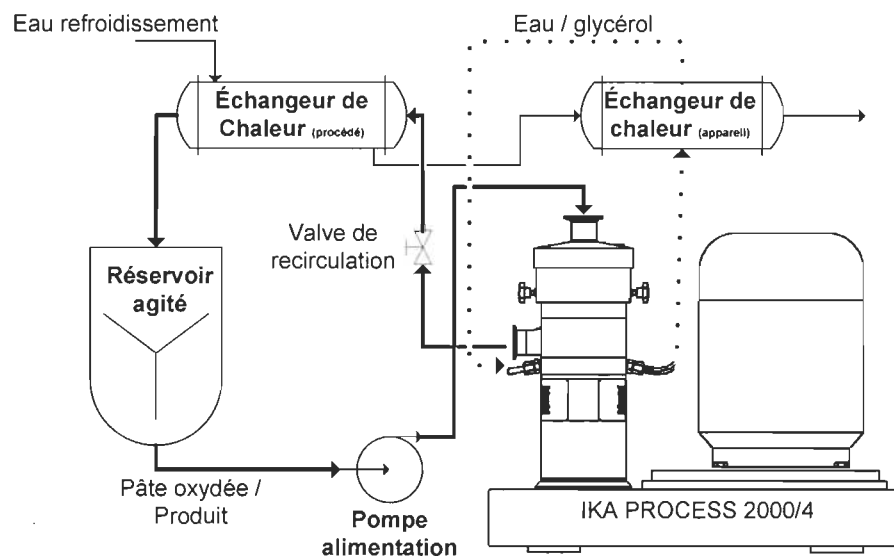 Eau refroidissement
Eau / glycérol
Échangeur de
Chaleur (procédé)
Échangeur de
chaleur (appareil)
Valve de
recirculation
Réservoir
agité
Pâte oxydée /
Produit
Pompe
alimentation
IKA PROCESS 2000/4